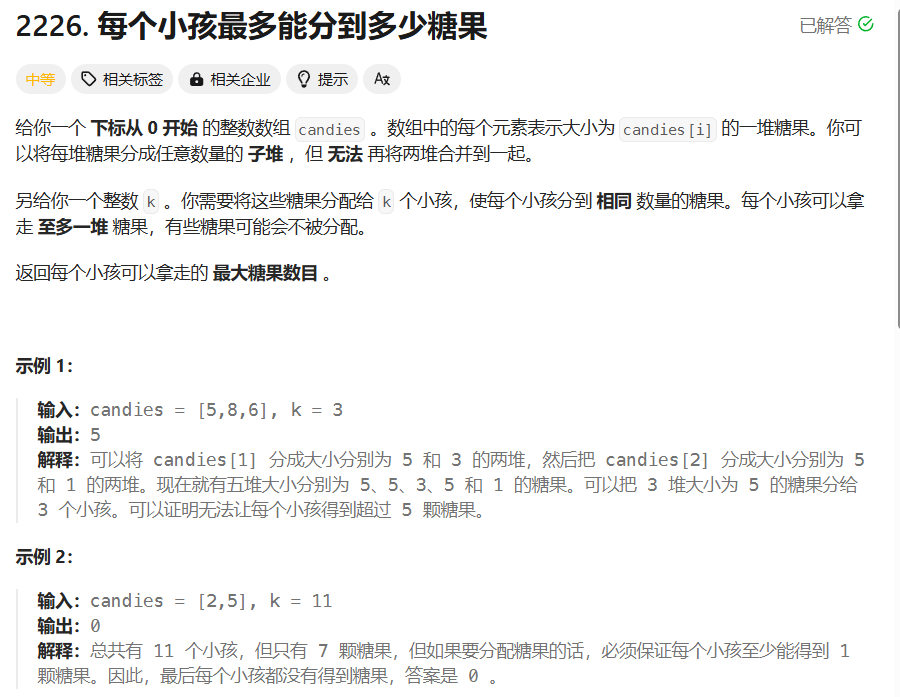 2226. 每个小孩最多能分到多少糖果
已解答
中等 相关标签 相关企业 提示 Ax
给你一个 下标从 0 开始 的整数数组 candies 。数组中的每个元素表示大小为 candies[i] 的一堆糖果。你可
以将每堆糖果分成任意数量的 子堆 ，但 无法 再将两堆合并到一起。
另给你一个整数 k 。你需要将这些糖果分配给 k 个小孩，使每个小孩分到 相同 数量的糖果。每个小孩可以拿
走 至多一堆 糖果，有些糖果可能会不被分配。
返回每个小孩可以拿走的 最大糖果数目 。
示例 1：
输入：candies = [5,8,6], k = 3
输出：5
解释：可以将 candies[1] 分成大小分别为 5 和 3 的两堆，然后把 candies[2] 分成大小分别为 5
和 1 的两堆。现在就有五堆大小分别为 5、5、3、5 和 1 的糖果。可以把 3 堆大小为 5 的糖果分给
3 个小孩。可以证明无法让每个小孩得到超过 5 颗糖果。
示例 2：
输入：candies = [2,5], k = 11
输出：0
解释：总共有 11 个小孩，但只有 7 颗糖果，但如果要分配糖果的话，必须保证每个小孩至少能得到 1
颗糖果。因此，最后每个小孩都没有得到糖果，答案是 0 。